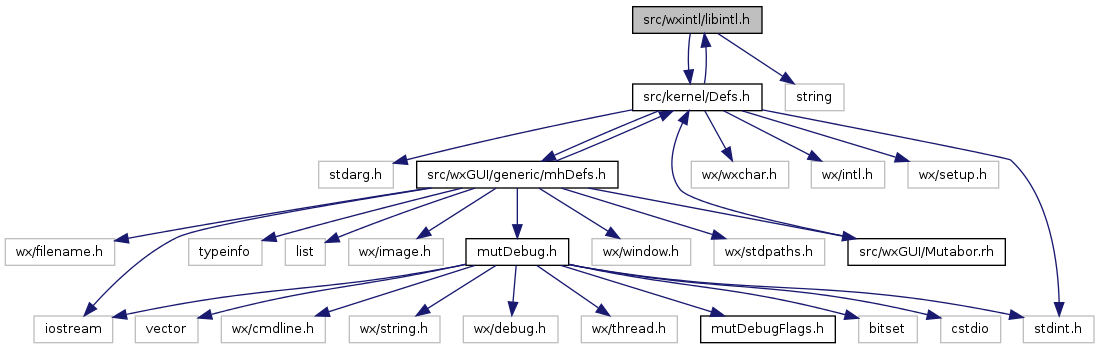 src/wxintl/libintl.h
src/kernel/Defs.h
string
stdarg.h
src/wxGUI/generic/mhDefs.h
wx/wxchar.h
wx/intl.h
wx/setup.h
wx/filename.h
typeinfo
list
wx/image.h
mutDebug.h
wx/window.h
wx/stdpaths.h
src/wxGUI/Mutabor.rh
iostream
vector
wx/cmdline.h
wx/string.h
wx/debug.h
wx/thread.h
mutDebugFlags.h
bitset
cstdio
stdint.h